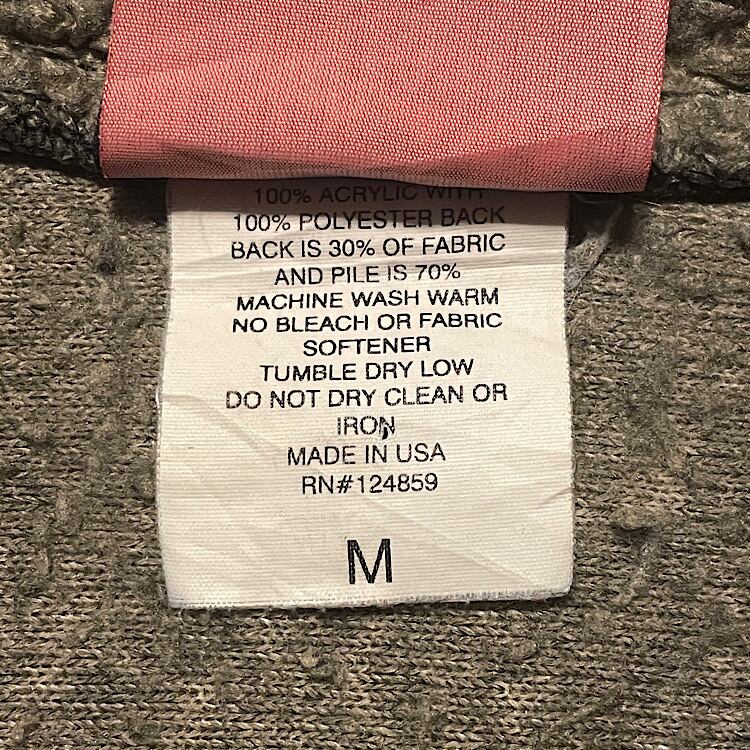 100% ACRYLIC WITH
100% POLYESTER BACK
BACK IS 30% OF FABRIC
AND PILE IS 70%
MACHINE WASH WARM
NO BLEACH OR FABRIC
SOFTENER
TUMBLE DRY LOW
DO NOT DRY CLEAN OR
IRON
MADE IN USA
RN#124859
M